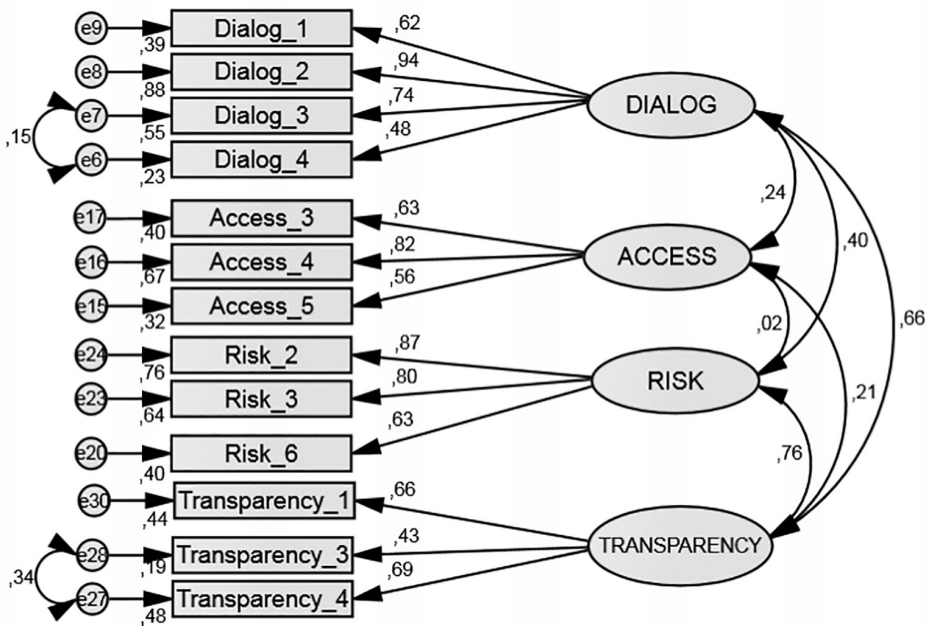 e9 Dialog_1 ,62
,39
e8 Dialog_2 ,94
,88
DIALOG
e7 Dialog_3 ,74
,15
,55
e6 Dialog_4 ,48
,23
,24
e17 Access_3 ,63
,40
,40
e16 Access_4 ,82
ACCESS
,67
e15 Access_5 ,56
,32
,02
,66
e24 Risk_2 ,87
,76
RISK
e23 Risk_3 ,80
,64
,21
e20 Risk_6 ,63
,40
,76
e30 Transparency_1 ,66
,44
e28 Transparency_3 ,43
TRANSPARENCY
,19
,34
e27 Transparency_4 ,69
,48